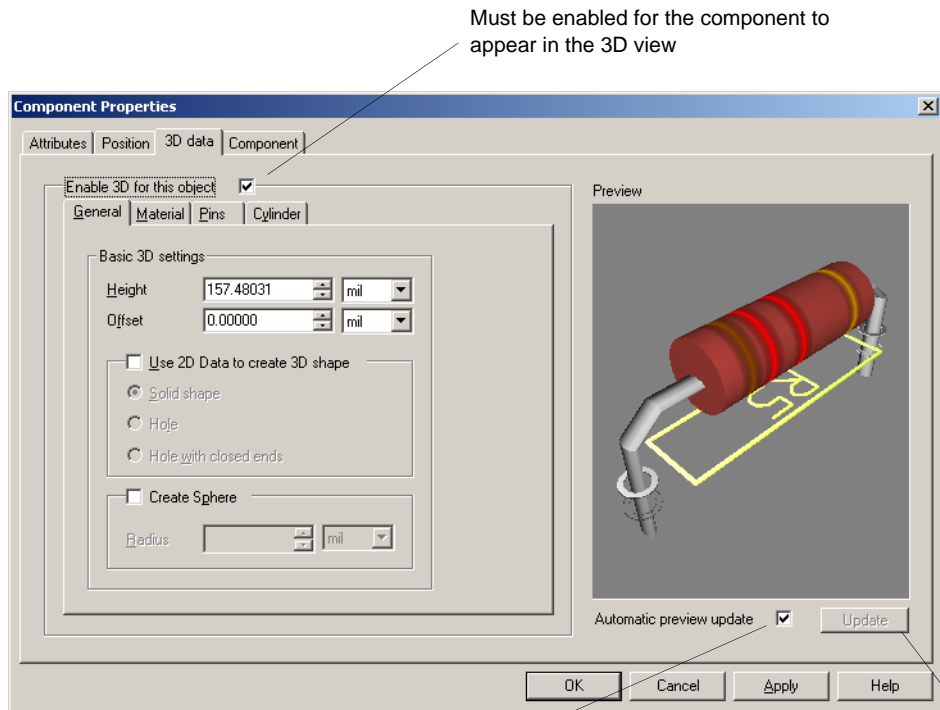 Must be enabled for the component to
appear in the 3D view
Component Properties
Attributes Position 3D data Component
Enable 3D for this object
General Material Pins Cylinder
Basic 3D settings
Height 157.48031 mil
Offset 0.00000 mil
Use 2D Data to create 3D shape
Solid shape
Hole
Hole with closed ends
Create Sphere
Radius mil
Preview
R5
Automatic preview update Update
OK Cancel Apply Help